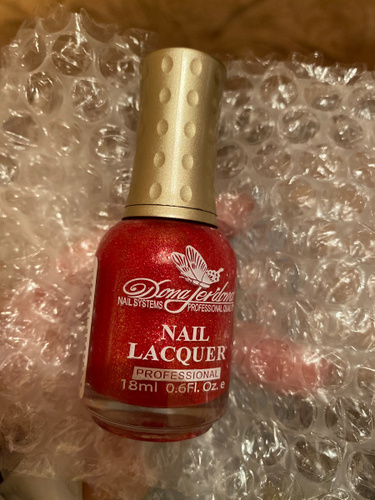 Dona Jerdona
NAIL SYSTEMS PROFESSIONAL QUALITY
NAIL
LACQUER
PROFESSIONAL
18ml 0.6Fl. Oz. e